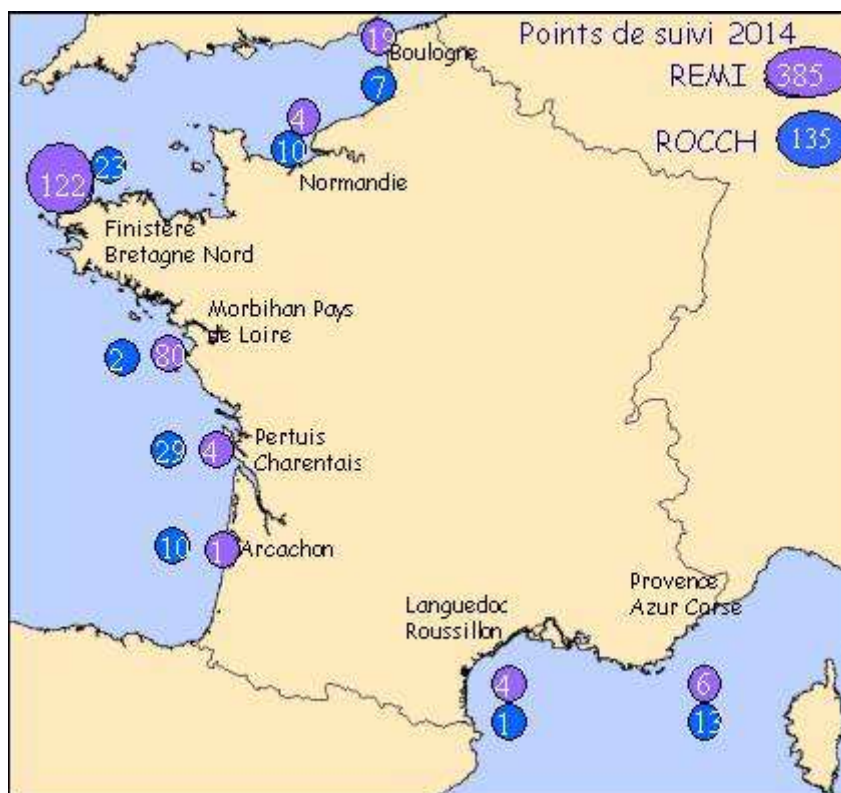 Points de suivi 2014
19
Boulogne
REMI 385
7
4
ROCCH 135
10
23
122
Normandie
Finistère
Bretagne Nord
Morbihan Pays
de Loire
80
2
Pertuis
Charentais
29
4
10
1
Arcachon
Provence
Azur Corse
Languedoc
Roussillon
4
6
1
13